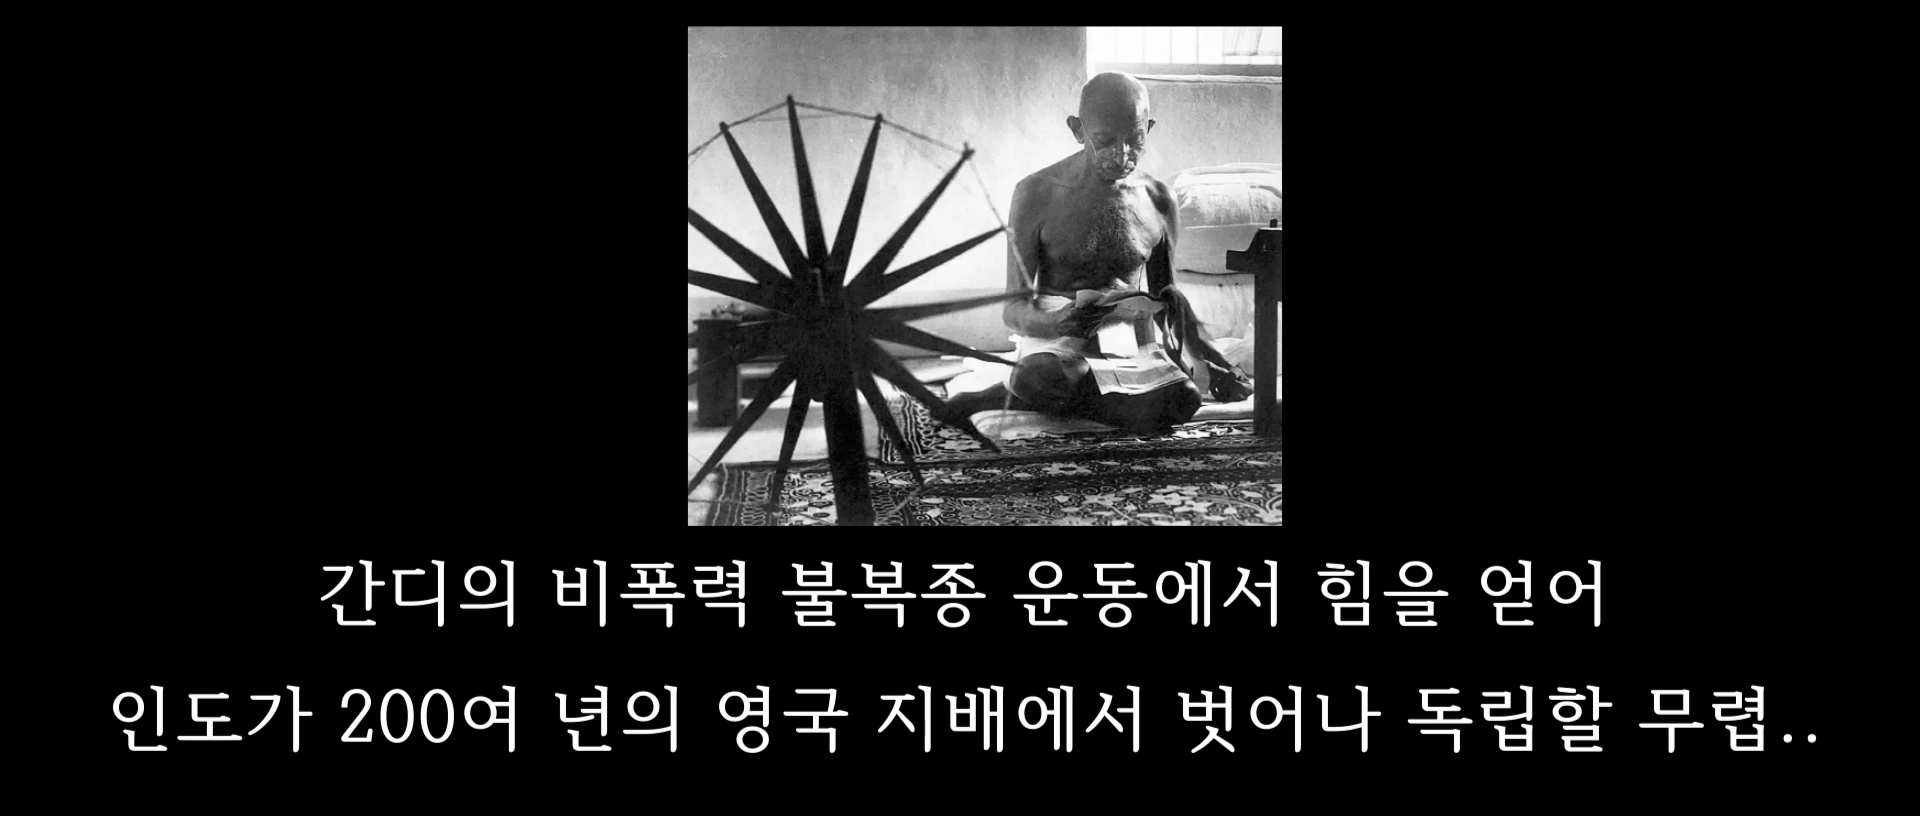 간디의 비폭력 불복종 운동에서 힘을 얻어
인도가 200여 년의 영국 지배에서 벗어나 독립할 무렵..